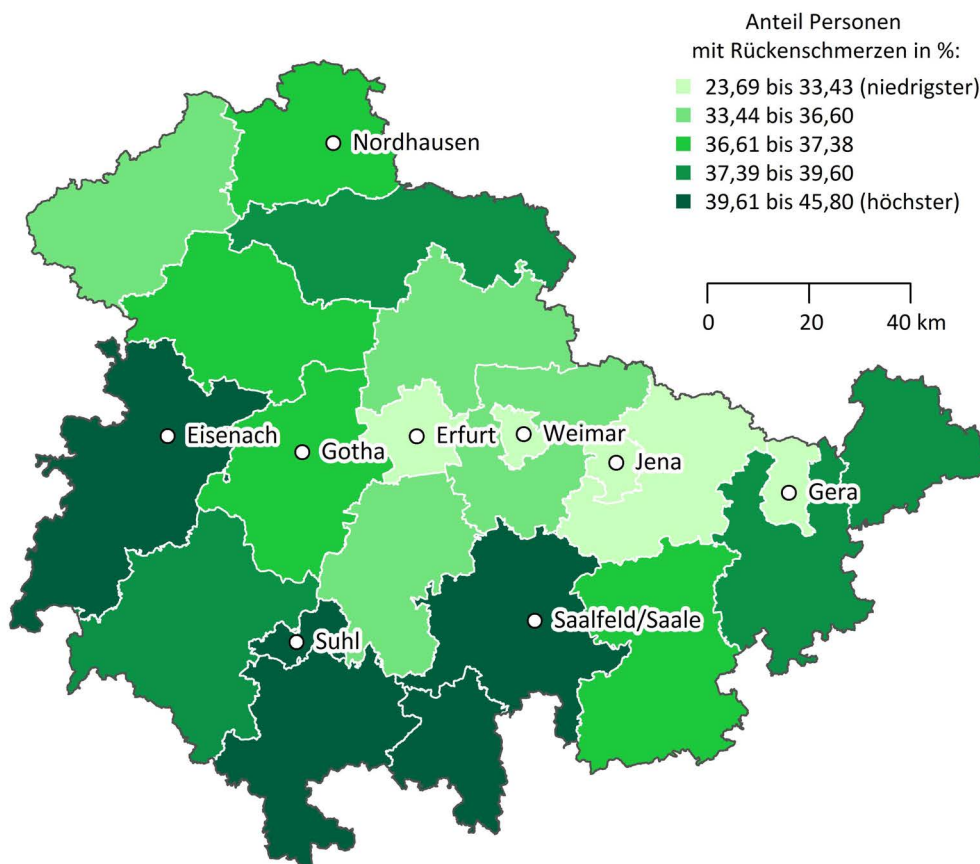 Anteil Personen
mit Rückenschmerzen in %:
23,69 bis 33,43 (niedrigster)
33,44 bis 36,60
36,61 bis 37,38
37,39 bis 39,60
39,61 bis 45,80 (höchster)
Nordhausen
0 20 40 km
Eisenach
Gotha
Erfurt
Weimar
Jena
Gera
Suhl
Saalfeld/Saale